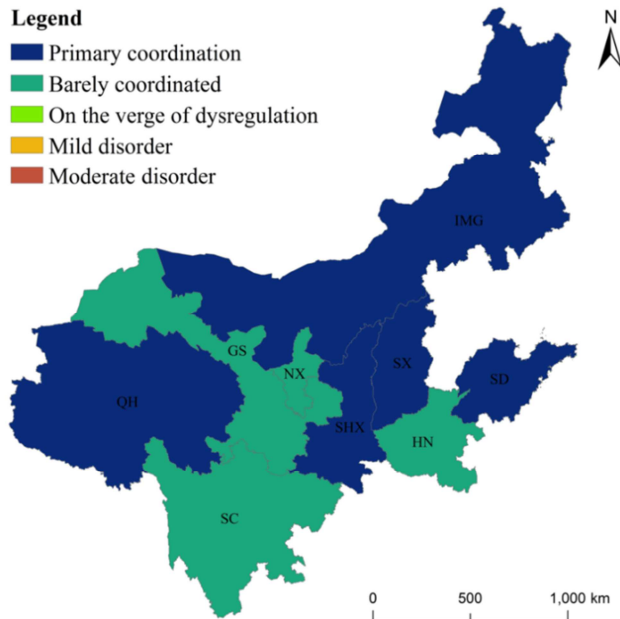 Legend
N
Primary coordination
Barely coordinated
On the verge of dysregulation
Mild disorder
Moderate disorder
IMG
GS
NX
SX
SD
QH
SHX
HN
SC
0 500 1,000 km